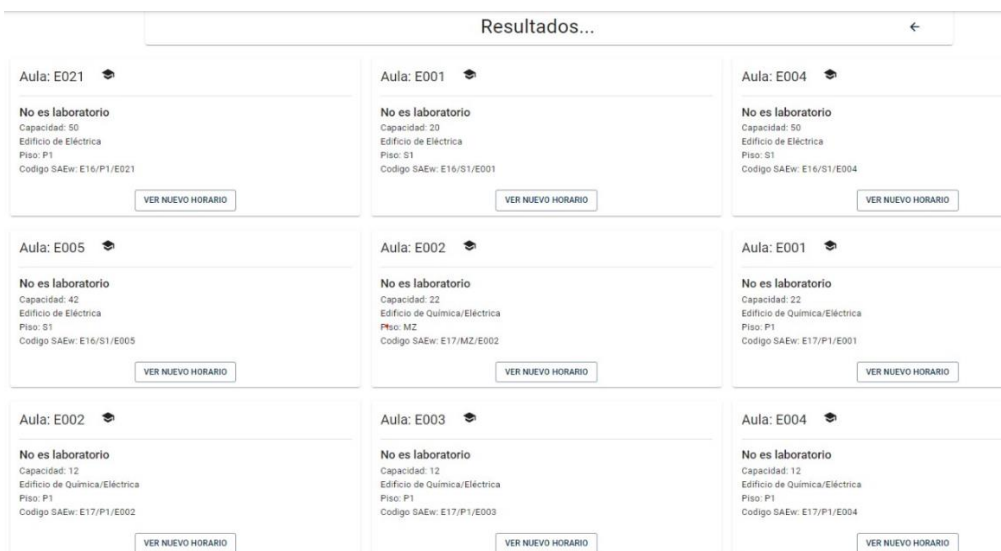 Resultados...
Aula: E021
No es laboratorio
Capacidad: 50
Edificio de Eléctrica
Piso: P1
Codigo SAEw: E16/P1/E021
VER NUEVO HORARIO
Aula: E001
No es laboratorio
Capacidad: 20
Edificio de Eléctrica
Piso: S1
Codigo SAEw: E16/S1/E001
VER NUEVO HORARIO
Aula: E004
No es laboratorio
Capacidad: 50
Edificio de Eléctrica
Piso: S1
Codigo SAEw: E16/S1/E004
VER NUEVO HORARIO
Aula: E005
No es laboratorio
Capacidad: 42
Edificio de Eléctrica
Piso: S1
Codigo SAEw: E16/S1/E005
VER NUEVO HORARIO
Aula: E002
No es laboratorio
Capacidad: 22
Edificio de Química/Eléctrica
Piso: MZ
Codigo SAEw: E17/MZ/E002
VER NUEVO HORARIO
Aula: E001
No es laboratorio
Capacidad: 22
Edificio de Química/Eléctrica
Piso: P1
Codigo SAEw: E17/P1/E001
VER NUEVO HORARIO
Aula: E002
No es laboratorio
Capacidad: 12
Edificio de Química/Eléctrica
Piso: P1
Codigo SAEw: E17/P1/E002
VER NUEVO HORARIO
Aula: E003
No es laboratorio
Capacidad: 12
Edificio de Química/Eléctrica
Piso: P1
Codigo SAEw: E17/P1/E003
VER NUEVO HORARIO
Aula: E004
No es laboratorio
Capacidad: 12
Edificio de Química/Eléctrica
Piso: P1
Codigo SAEw: E17/P1/E004
VER NUEVO HORARIO